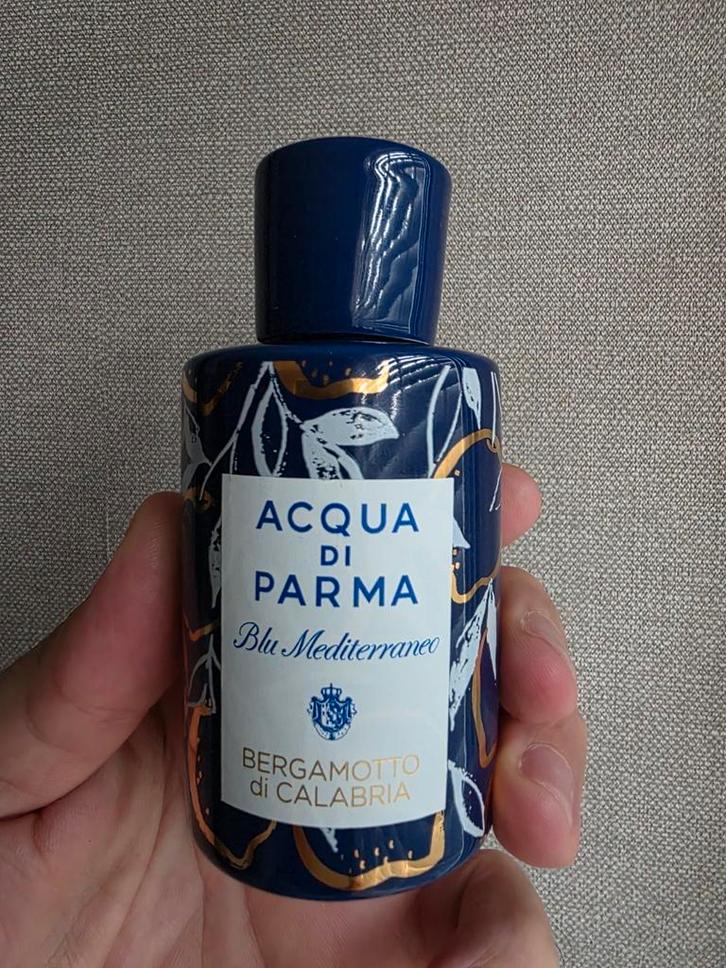 ACQUA
DI
PARMA
Blu Mediterraneo
BERGAMOTTO
di CALABRIA